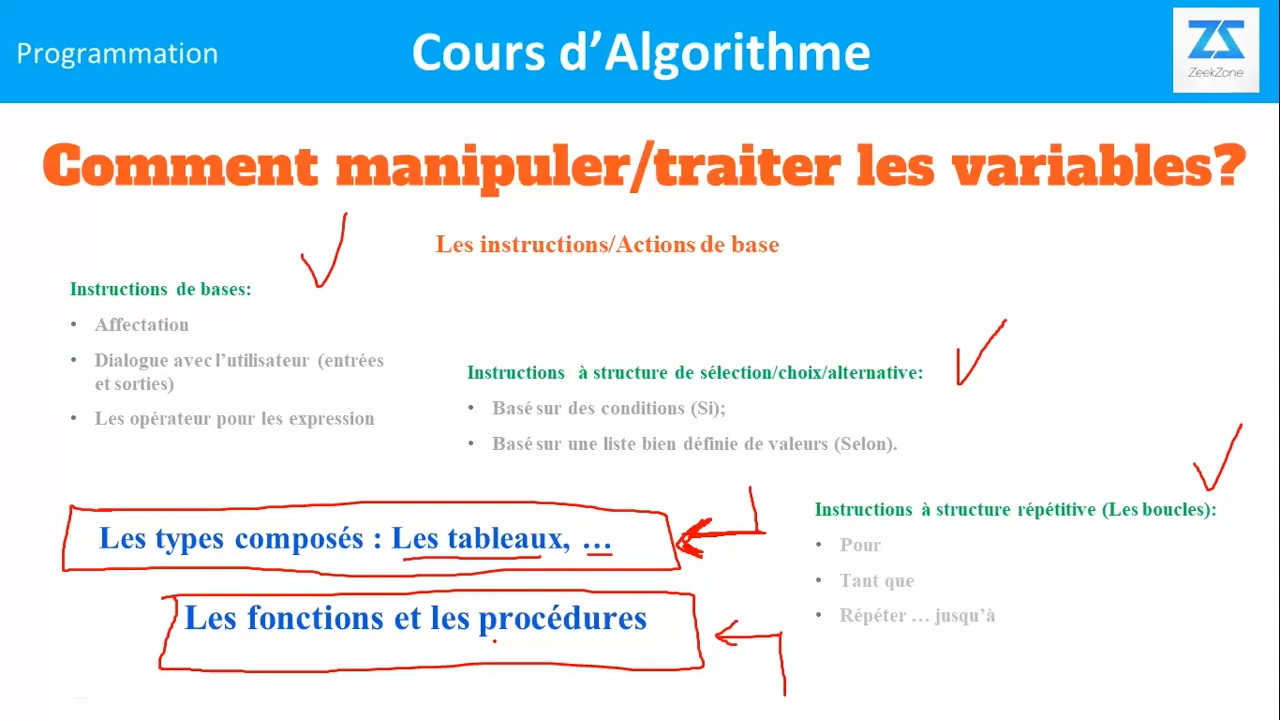 Programmation
Cours d’Algorithme
ZS
ZeekZone
Comment manipuler/traiter les variables?
Les instructions/Actions de base
Instructions de bases:
• Affectation
• Dialogue avec l’utilisateur (entrées
et sorties)
• Les opérateur pour les expression
Instructions à structure de sélection/choix/alternative:
• Basé sur des conditions (Si);
• Basé sur une liste bien définie de valeurs (Selon).
Instructions à structure répétitive (Les boucles):
• Pour
• Tant que
• Répéter … jusqu’à
Les types composés : Les tableaux, …
Les fonctions et les procédures